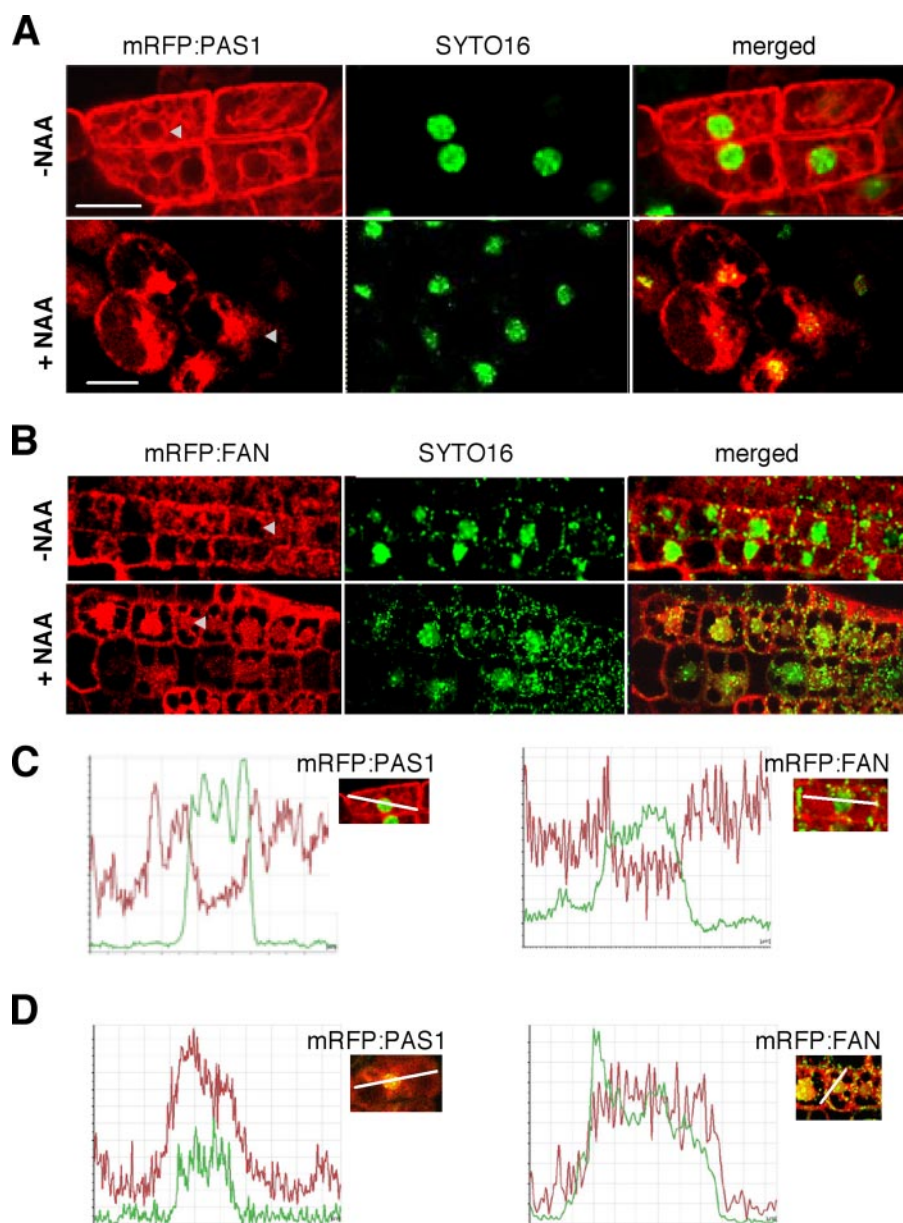 A
mRFP:PAS1 SYTO16 merged
-NAA
+ NAA
B
mRFP:FAN SYTO16 merged
-NAA
+ NAA
C
mRFP:PAS1 mRFP:FAN
D
mRFP:PAS1 mRFP:FAN